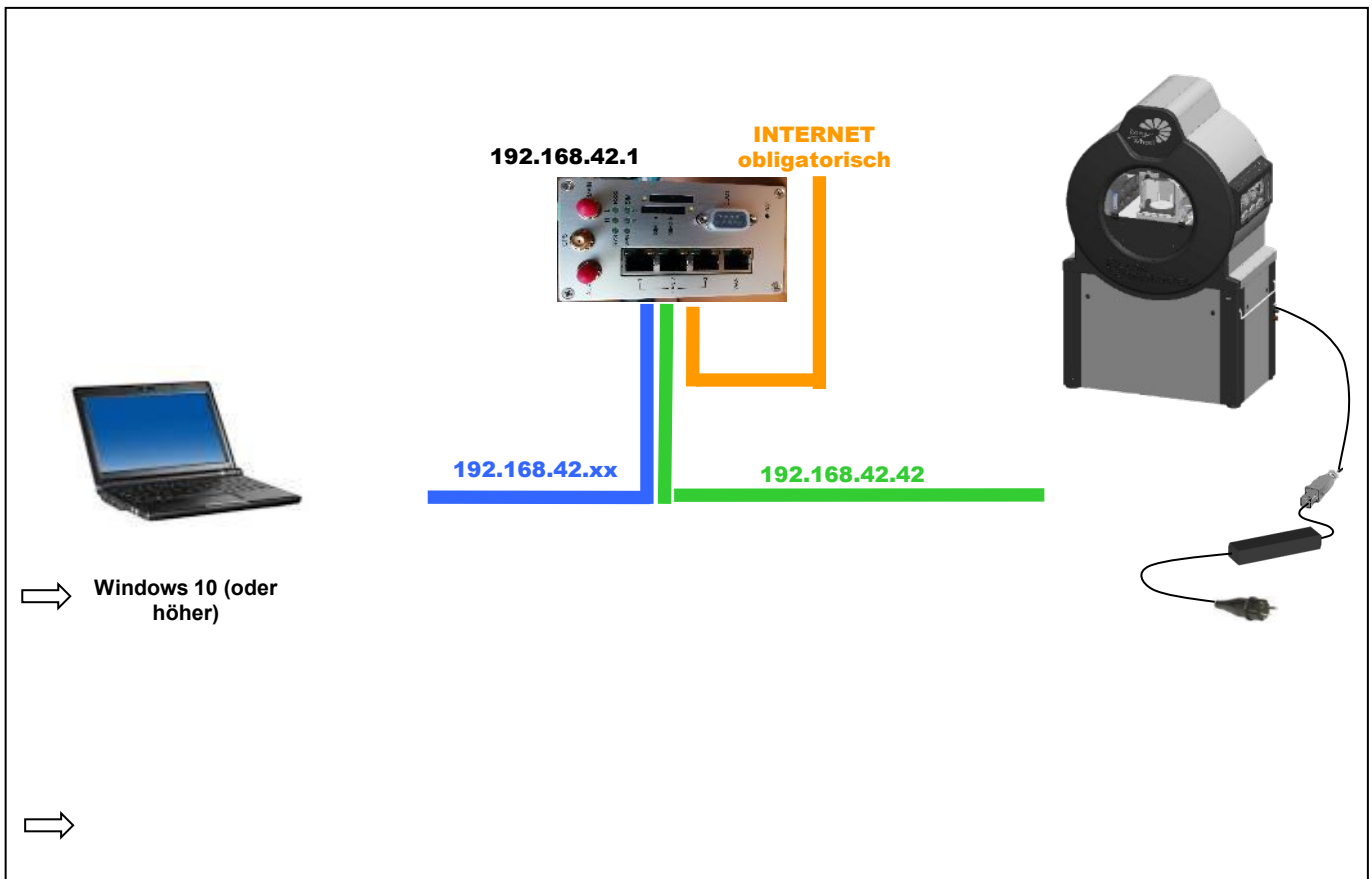 INTERNET
obligatorisch
192.168.42.1
192.168.42.xx
192.168.42.42
Windows 10 (oder
höher)